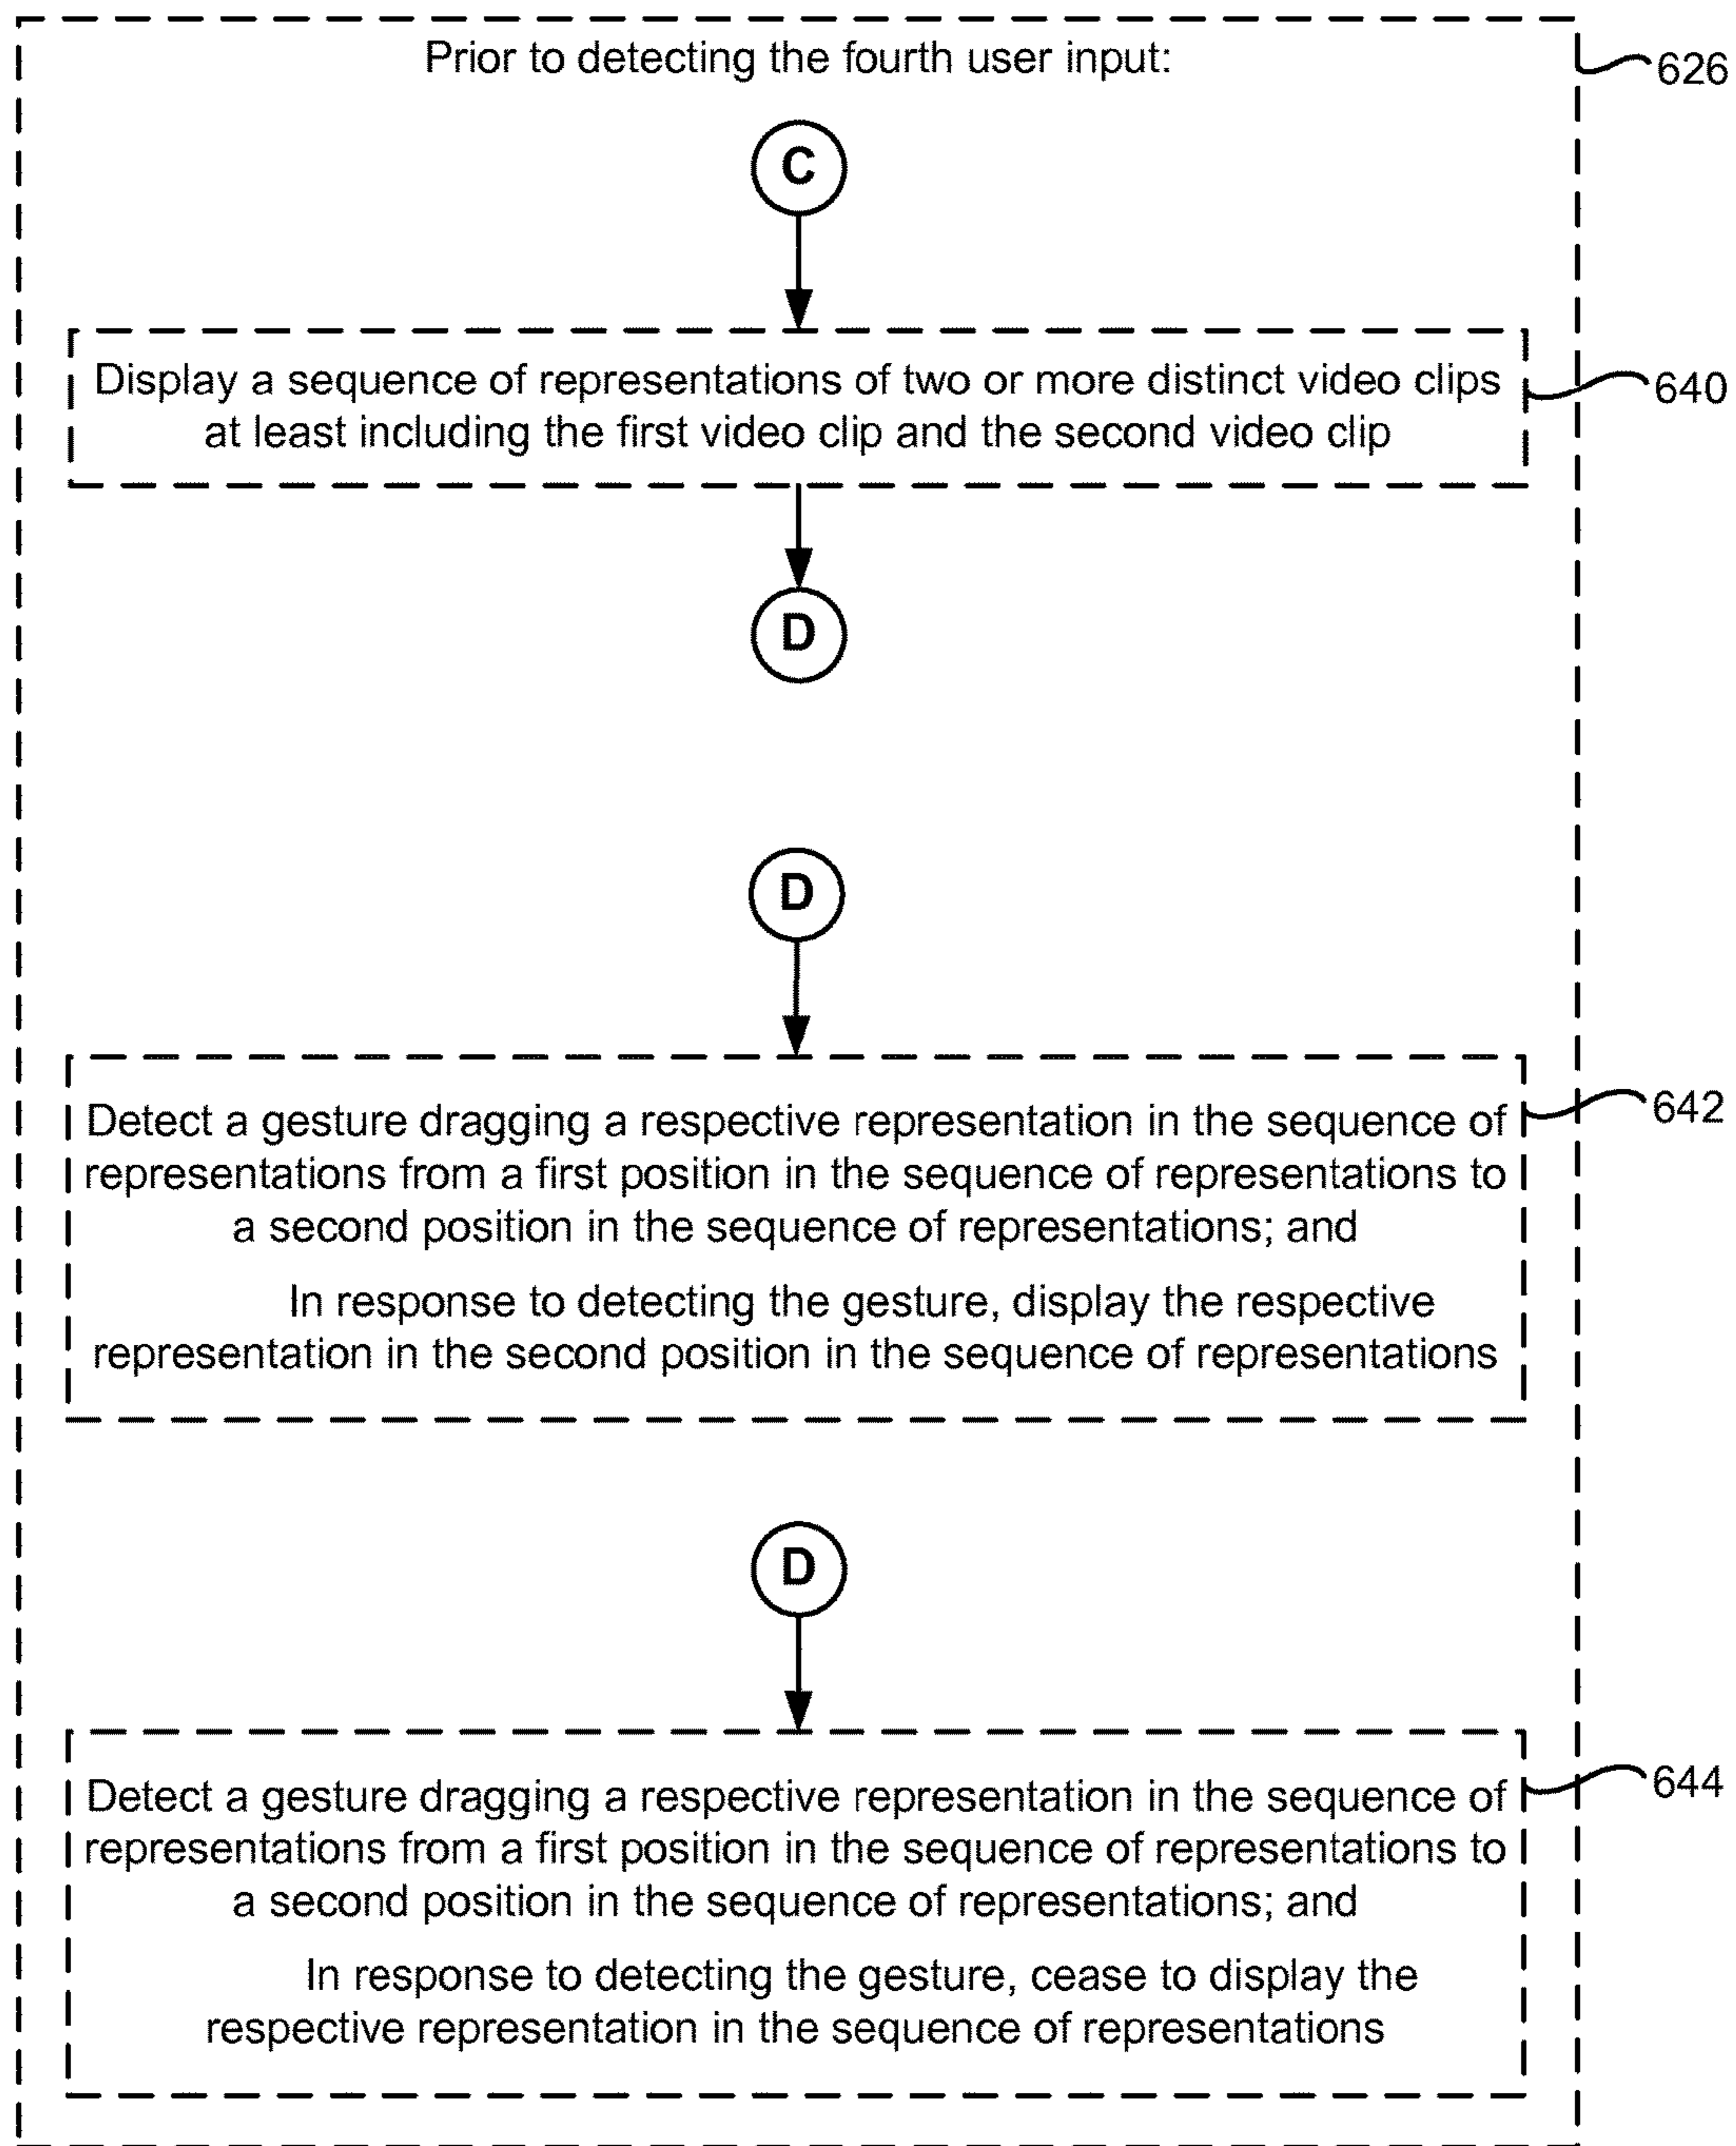 Prior to detecting the fourth user input:
626
C
Display a sequence of representations of two or more distinct video clips
at least including the first video clip and the second video clip
640
D
D
Detect a gesture dragging a respective representation in the sequence of
representations from a first position in the sequence of representations to
a second position in the sequence of representations; and
In response to detecting the gesture, display the respective
representation in the second position in the sequence of representations
642
D
Detect a gesture dragging a respective representation in the sequence of
representations from a first position in the sequence of representations to
a second position in the sequence of representations; and
In response to detecting the gesture, cease to display the
respective representation in the sequence of representations
644